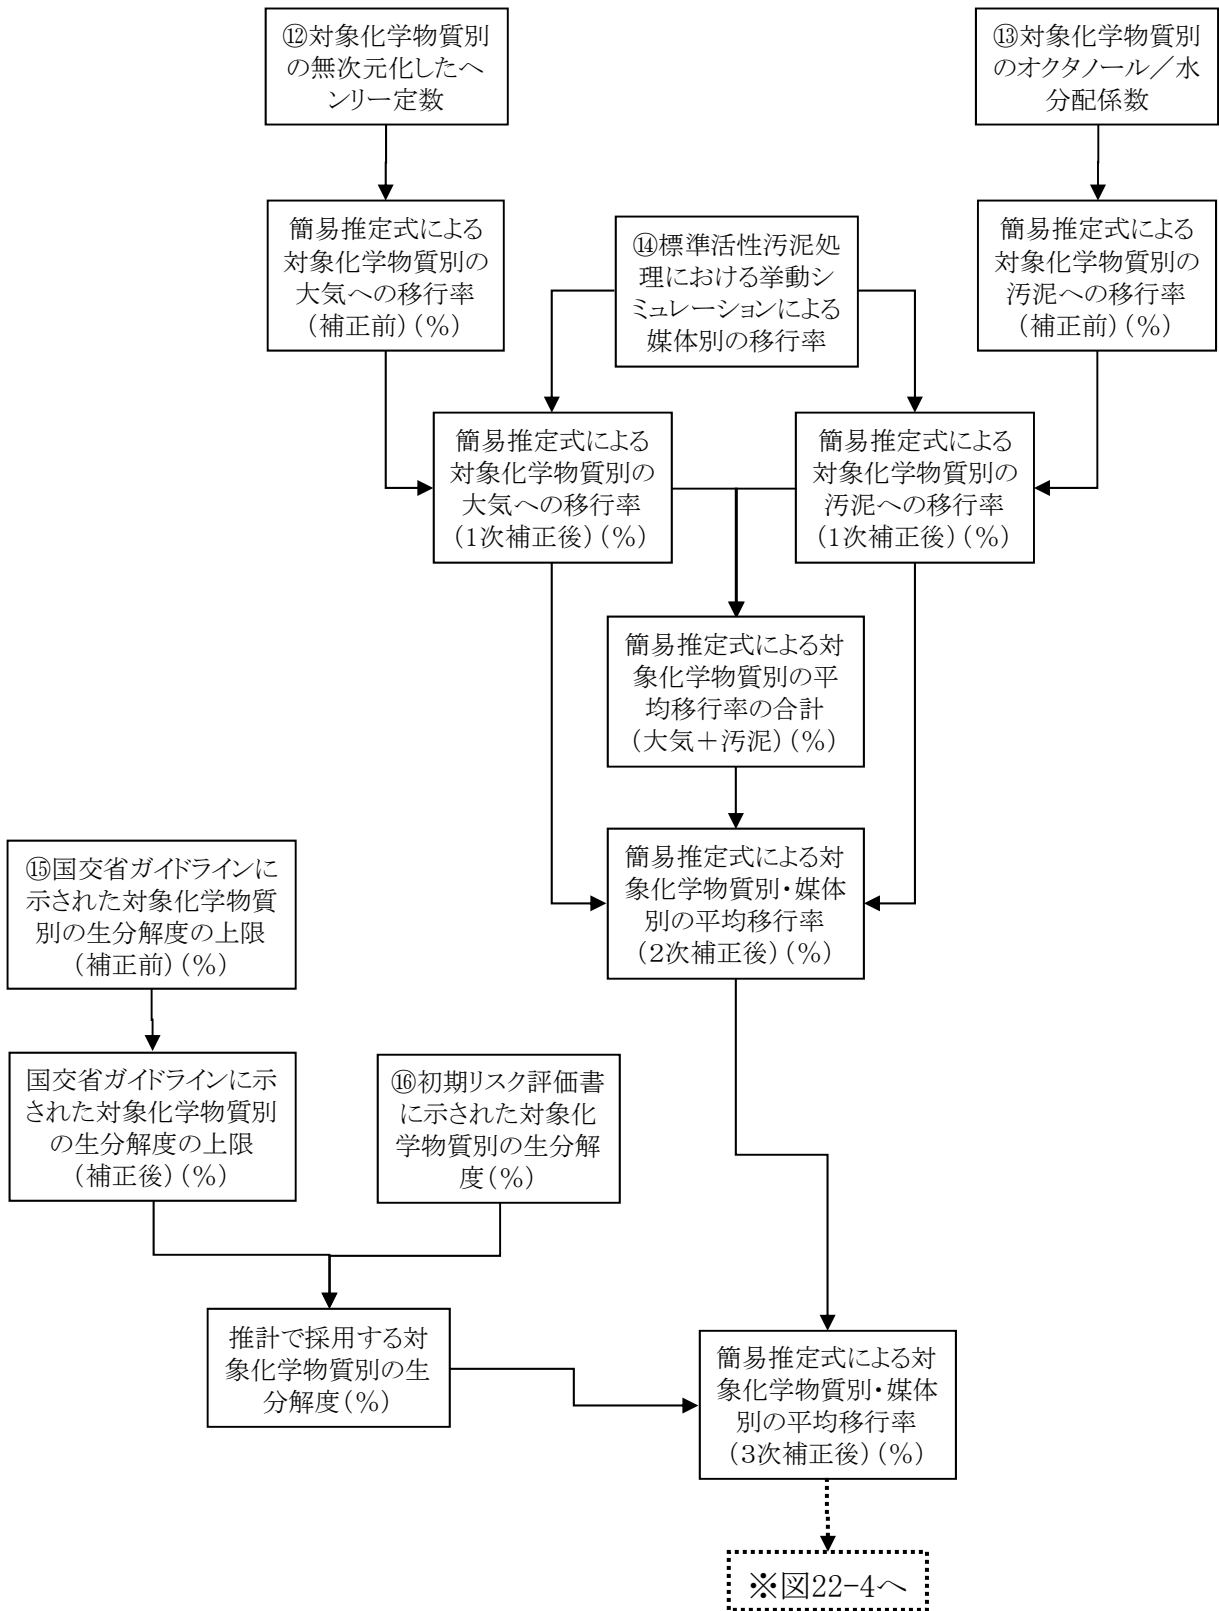 ⑫対象化学物質別
の無次元化したヘ
ンリー定数
⑬対象化学物質別
のオクタノール／水
分配係数
簡易推定式による
対象化学物質別の
大気への移行率
（補正前）（％）
⑭標準活性汚泥処
理における挙動シ
ミュレーションによる
媒体別の移行率
簡易推定式による
対象化学物質別の
汚泥への移行率
（補正前）（％）
簡易推定式による
対象化学物質別の
大気への移行率
（1次補正後）（％）
簡易推定式による
対象化学物質別の
汚泥への移行率
（1次補正後）（％）
簡易推定式による対
象化学物質別の平
均移行率の合計
（大気＋汚泥）（％）
簡易推定式による対
象化学物質別・媒体
別の平均移行率
（２次補正後）（％）
⑮国交省ガイドラインに
示された対象化学物質
別の生分解度の上限
（補正前）（％）
国交省ガイドラインに示
された対象化学物質別
の生分解度の上限
（補正後）（％）
⑯初期リスク評価書
に示された対象化
学物質別の生分解
度（％）
推計で採用する対
象化学物質別の生
分解度（％）
簡易推定式による対
象化学物質別・媒体
別の平均移行率
（３次補正後）（％）
※図22-4へ